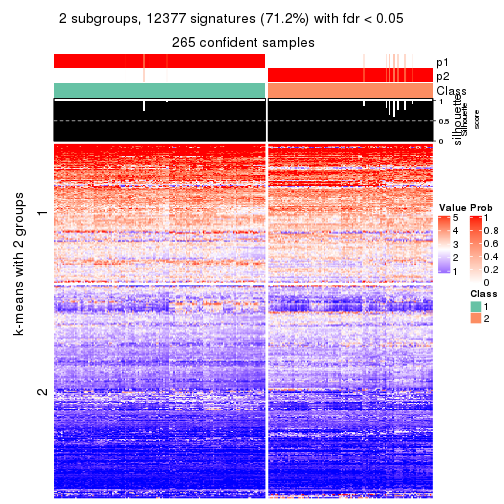 2 subgroups, 12377 signatures (71.2%) with fdr < 0.05
265 confident samples
p1
p2
Class
silhouette
Silhouette
score
1
0.5
0
k-means with 2 groups
1
2
Value
5
4
3
2
1
Prob
1
0.8
0.6
0.4
0.2
0
Class
1
2